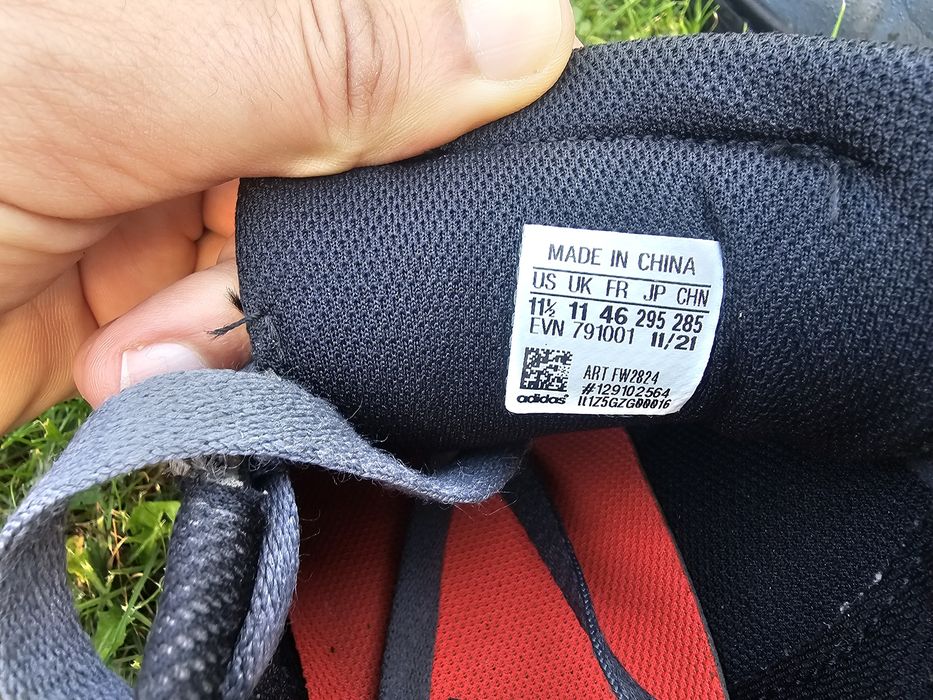 MADE IN CHINA
US UK FR JP CHN
11½ 11 46 295 285
EVN 791001 11/21
ART FW2824
#129102564
adidas®